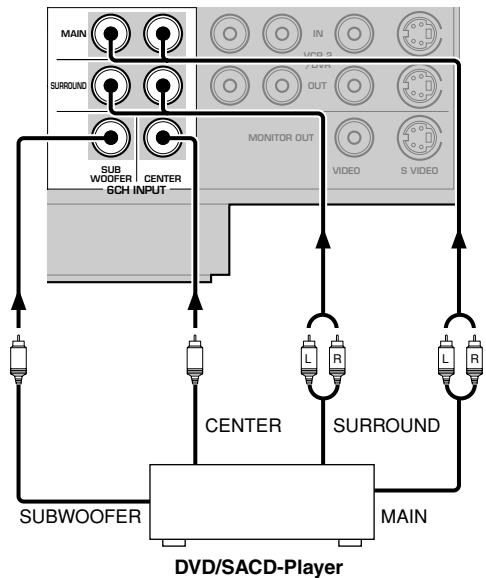 MAIN
IN
VCR 2
/DVR
SURROUND
OUT
MONITOR OUT
SUB
WOOFER
CENTER
VIDEO
S VIDEO
6CH INPUT
L R
L R
CENTER
SURROUND
SUBWOOFER
MAIN
DVD/SACD-Player